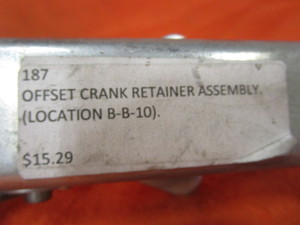 187
OFFSET CRANK RETAINER ASSEMBLY.
(LOCATION B-B-10).
$15.29